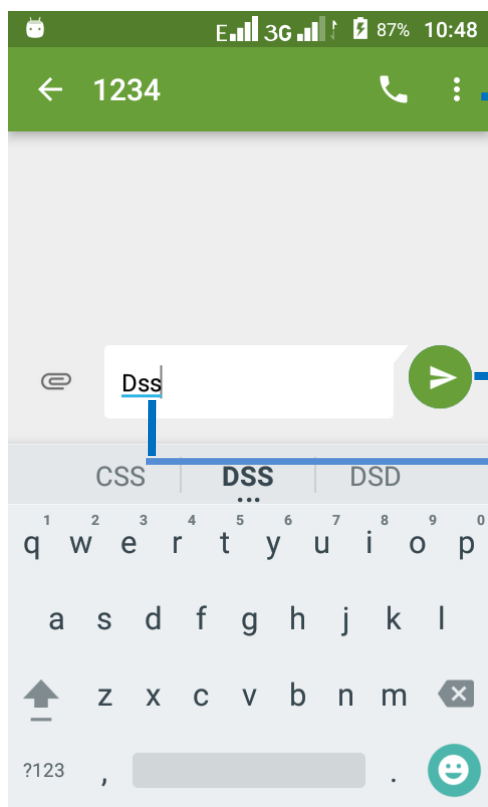 E 3G 87% 10:48
1234
Dss
CSS DSS DSD
1 2 3 4 5 6 7 8 9 0
q w e r t y u i o p
a s d f g h j k l
z x c v b n m
?123 , .